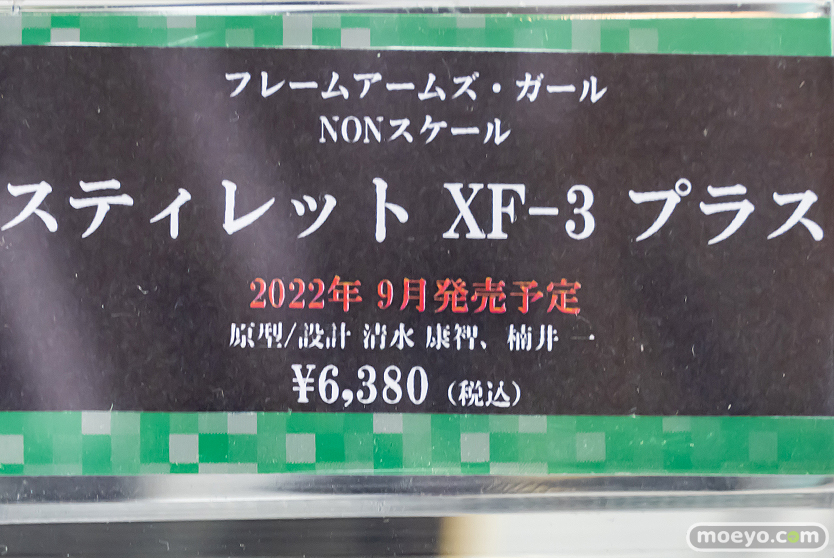 フレームアームズ・ガール
NONスケール
スティレット XF-3 プラス
2022年 9月発売予定
原型/設計 清水 康智、楠井 一
¥6,380 (税込)
moeyo.com